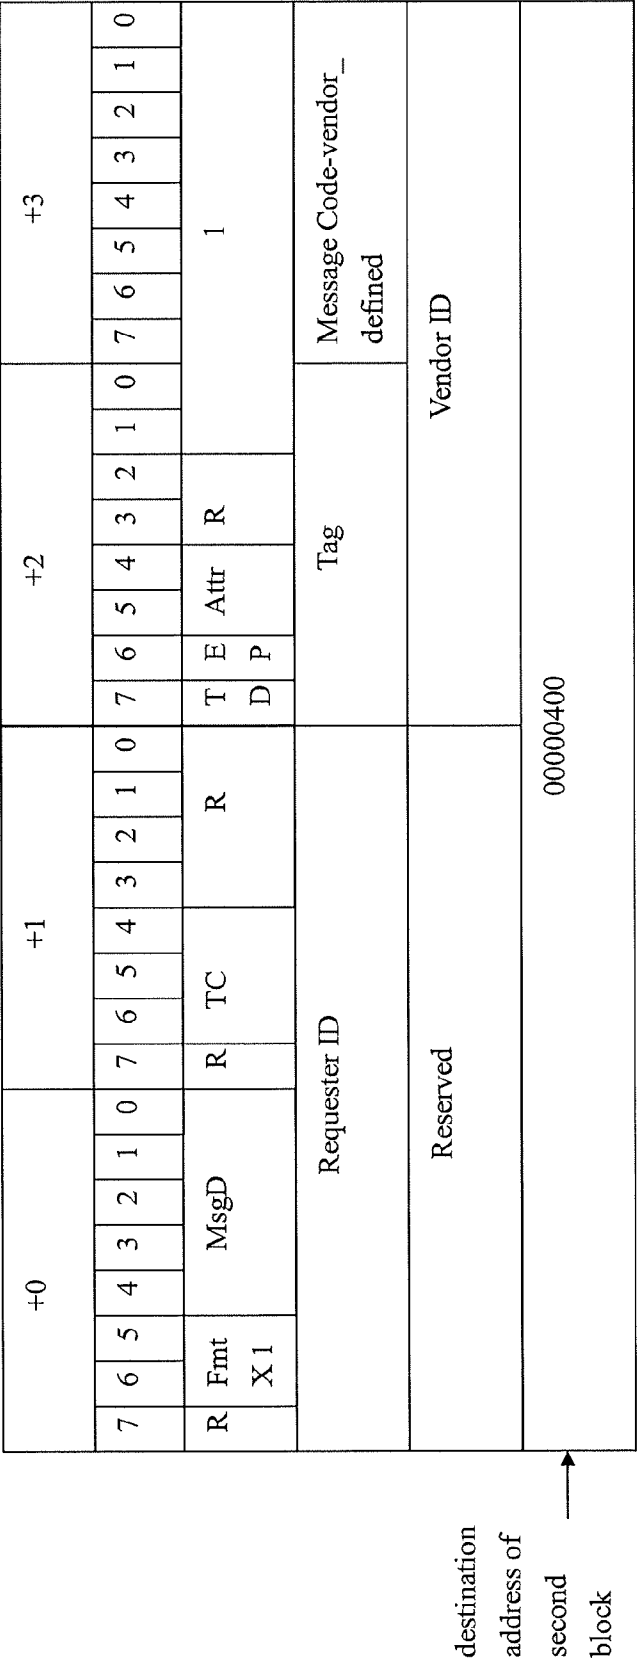 +0 +1 +2 +3
7 6 5 4 3 2 1 0 7 6 5 4 3 2 1 0 7 6 5 4 3 2 1 0 7 6 5 4 3 2 1 0
R Fmt MsgD R TC R T E Attr R 1
X 1 D P
Requester ID Tag Message Code-vendor_
defined
Reserved Vendor ID
destination
address of
second
block
00000400